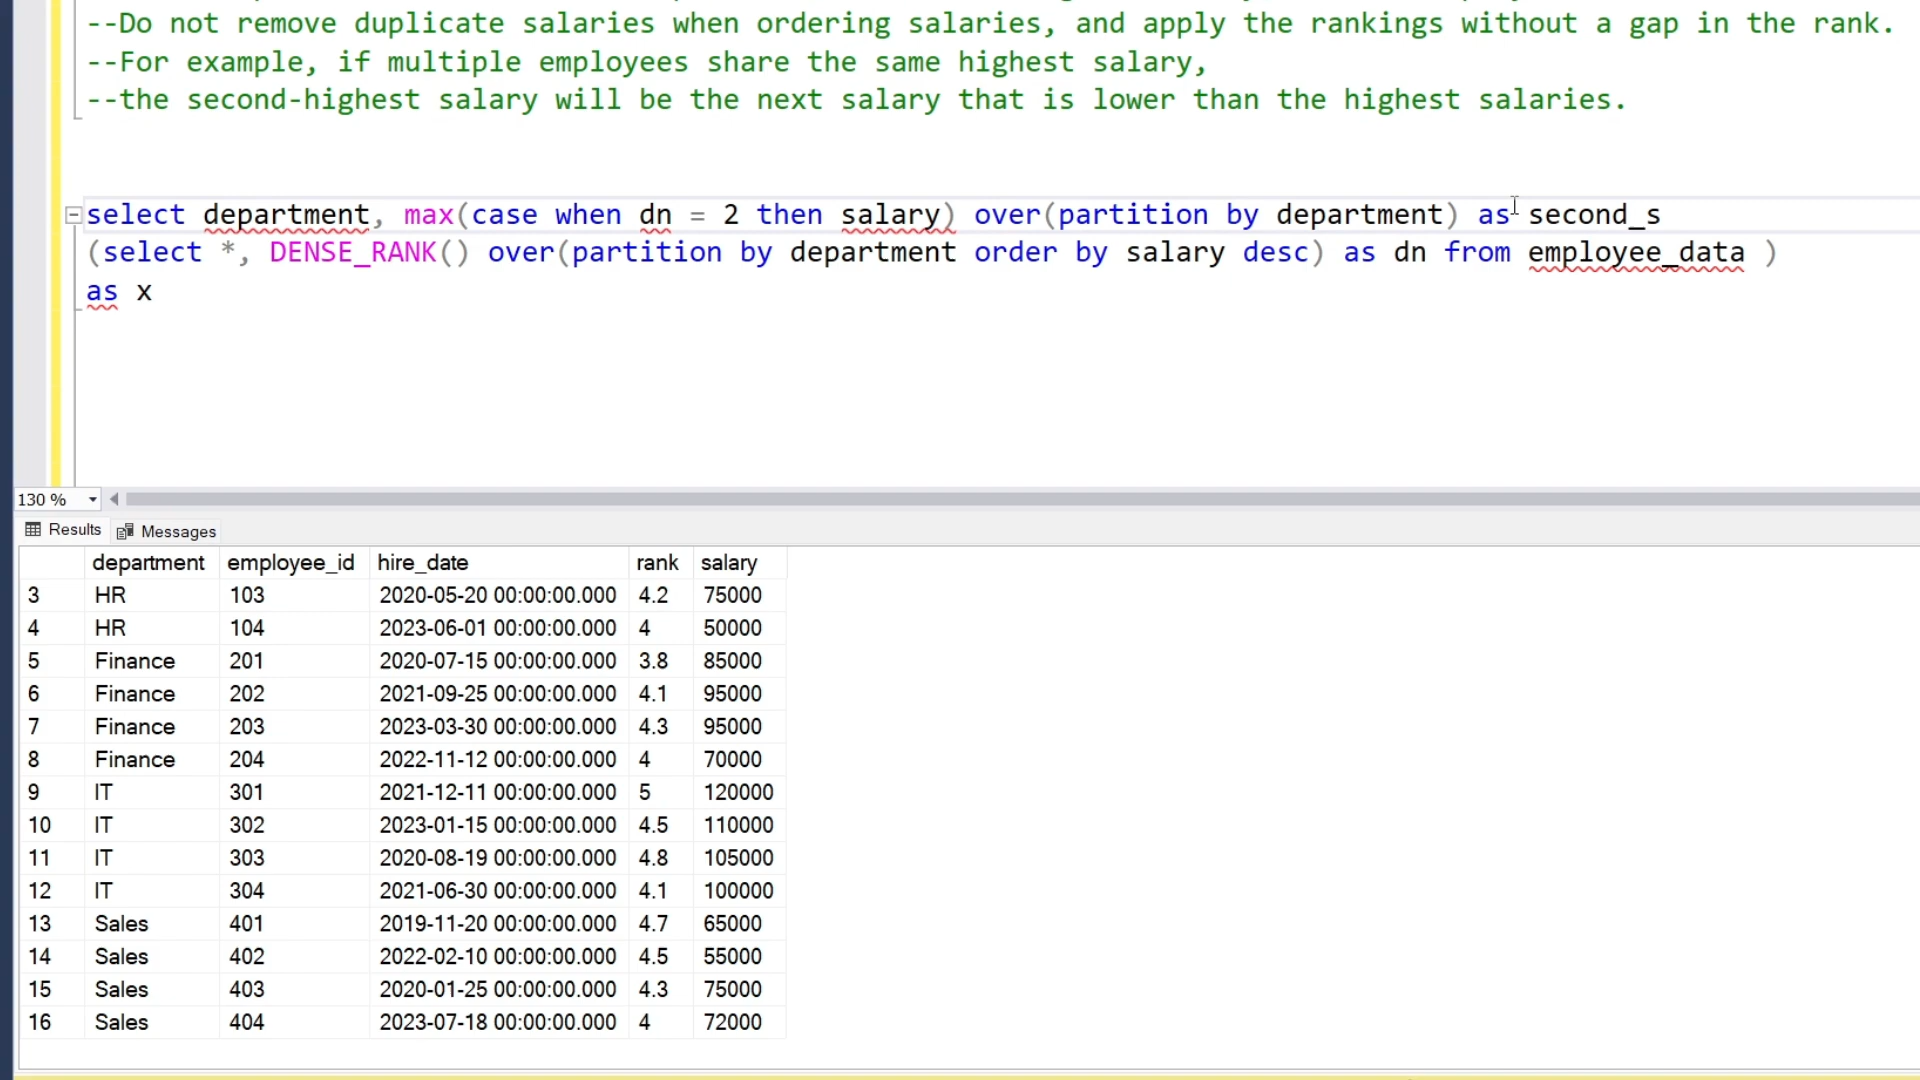 --Do not remove duplicate salaries when ordering salaries, and apply the rankings without a gap in the rank.
--For example, if multiple employees share the same highest salary,
--the second-highest salary will be the next salary that is lower than the highest salaries.
select department, max(case when dn = 2 then salary) over(partition by department) as second_s
(select *, DENSE_RANK() over(partition by department order by salary desc) as dn from employee_data )
as x
130 %
Results Messages
department employee_id hire_date rank salary
3 HR 103 2020-05-20 00:00:00.000 4.2 75000
4 HR 104 2023-06-01 00:00:00.000 4 50000
5 Finance 201 2020-07-15 00:00:00.000 3.8 85000
6 Finance 202 2021-09-25 00:00:00.000 4.1 95000
7 Finance 203 2023-03-30 00:00:00.000 4.3 95000
8 Finance 204 2022-11-12 00:00:00.000 4 70000
9 IT 301 2021-12-11 00:00:00.000 5 120000
10 IT 302 2023-01-15 00:00:00.000 4.5 110000
11 IT 303 2020-08-19 00:00:00.000 4.8 105000
12 IT 304 2021-06-30 00:00:00.000 4.1 100000
13 Sales 401 2019-11-20 00:00:00.000 4.7 65000
14 Sales 402 2022-02-10 00:00:00.000 4.5 55000
15 Sales 403 2020-01-25 00:00:00.000 4.3 75000
16 Sales 404 2023-07-18 00:00:00.000 4 72000